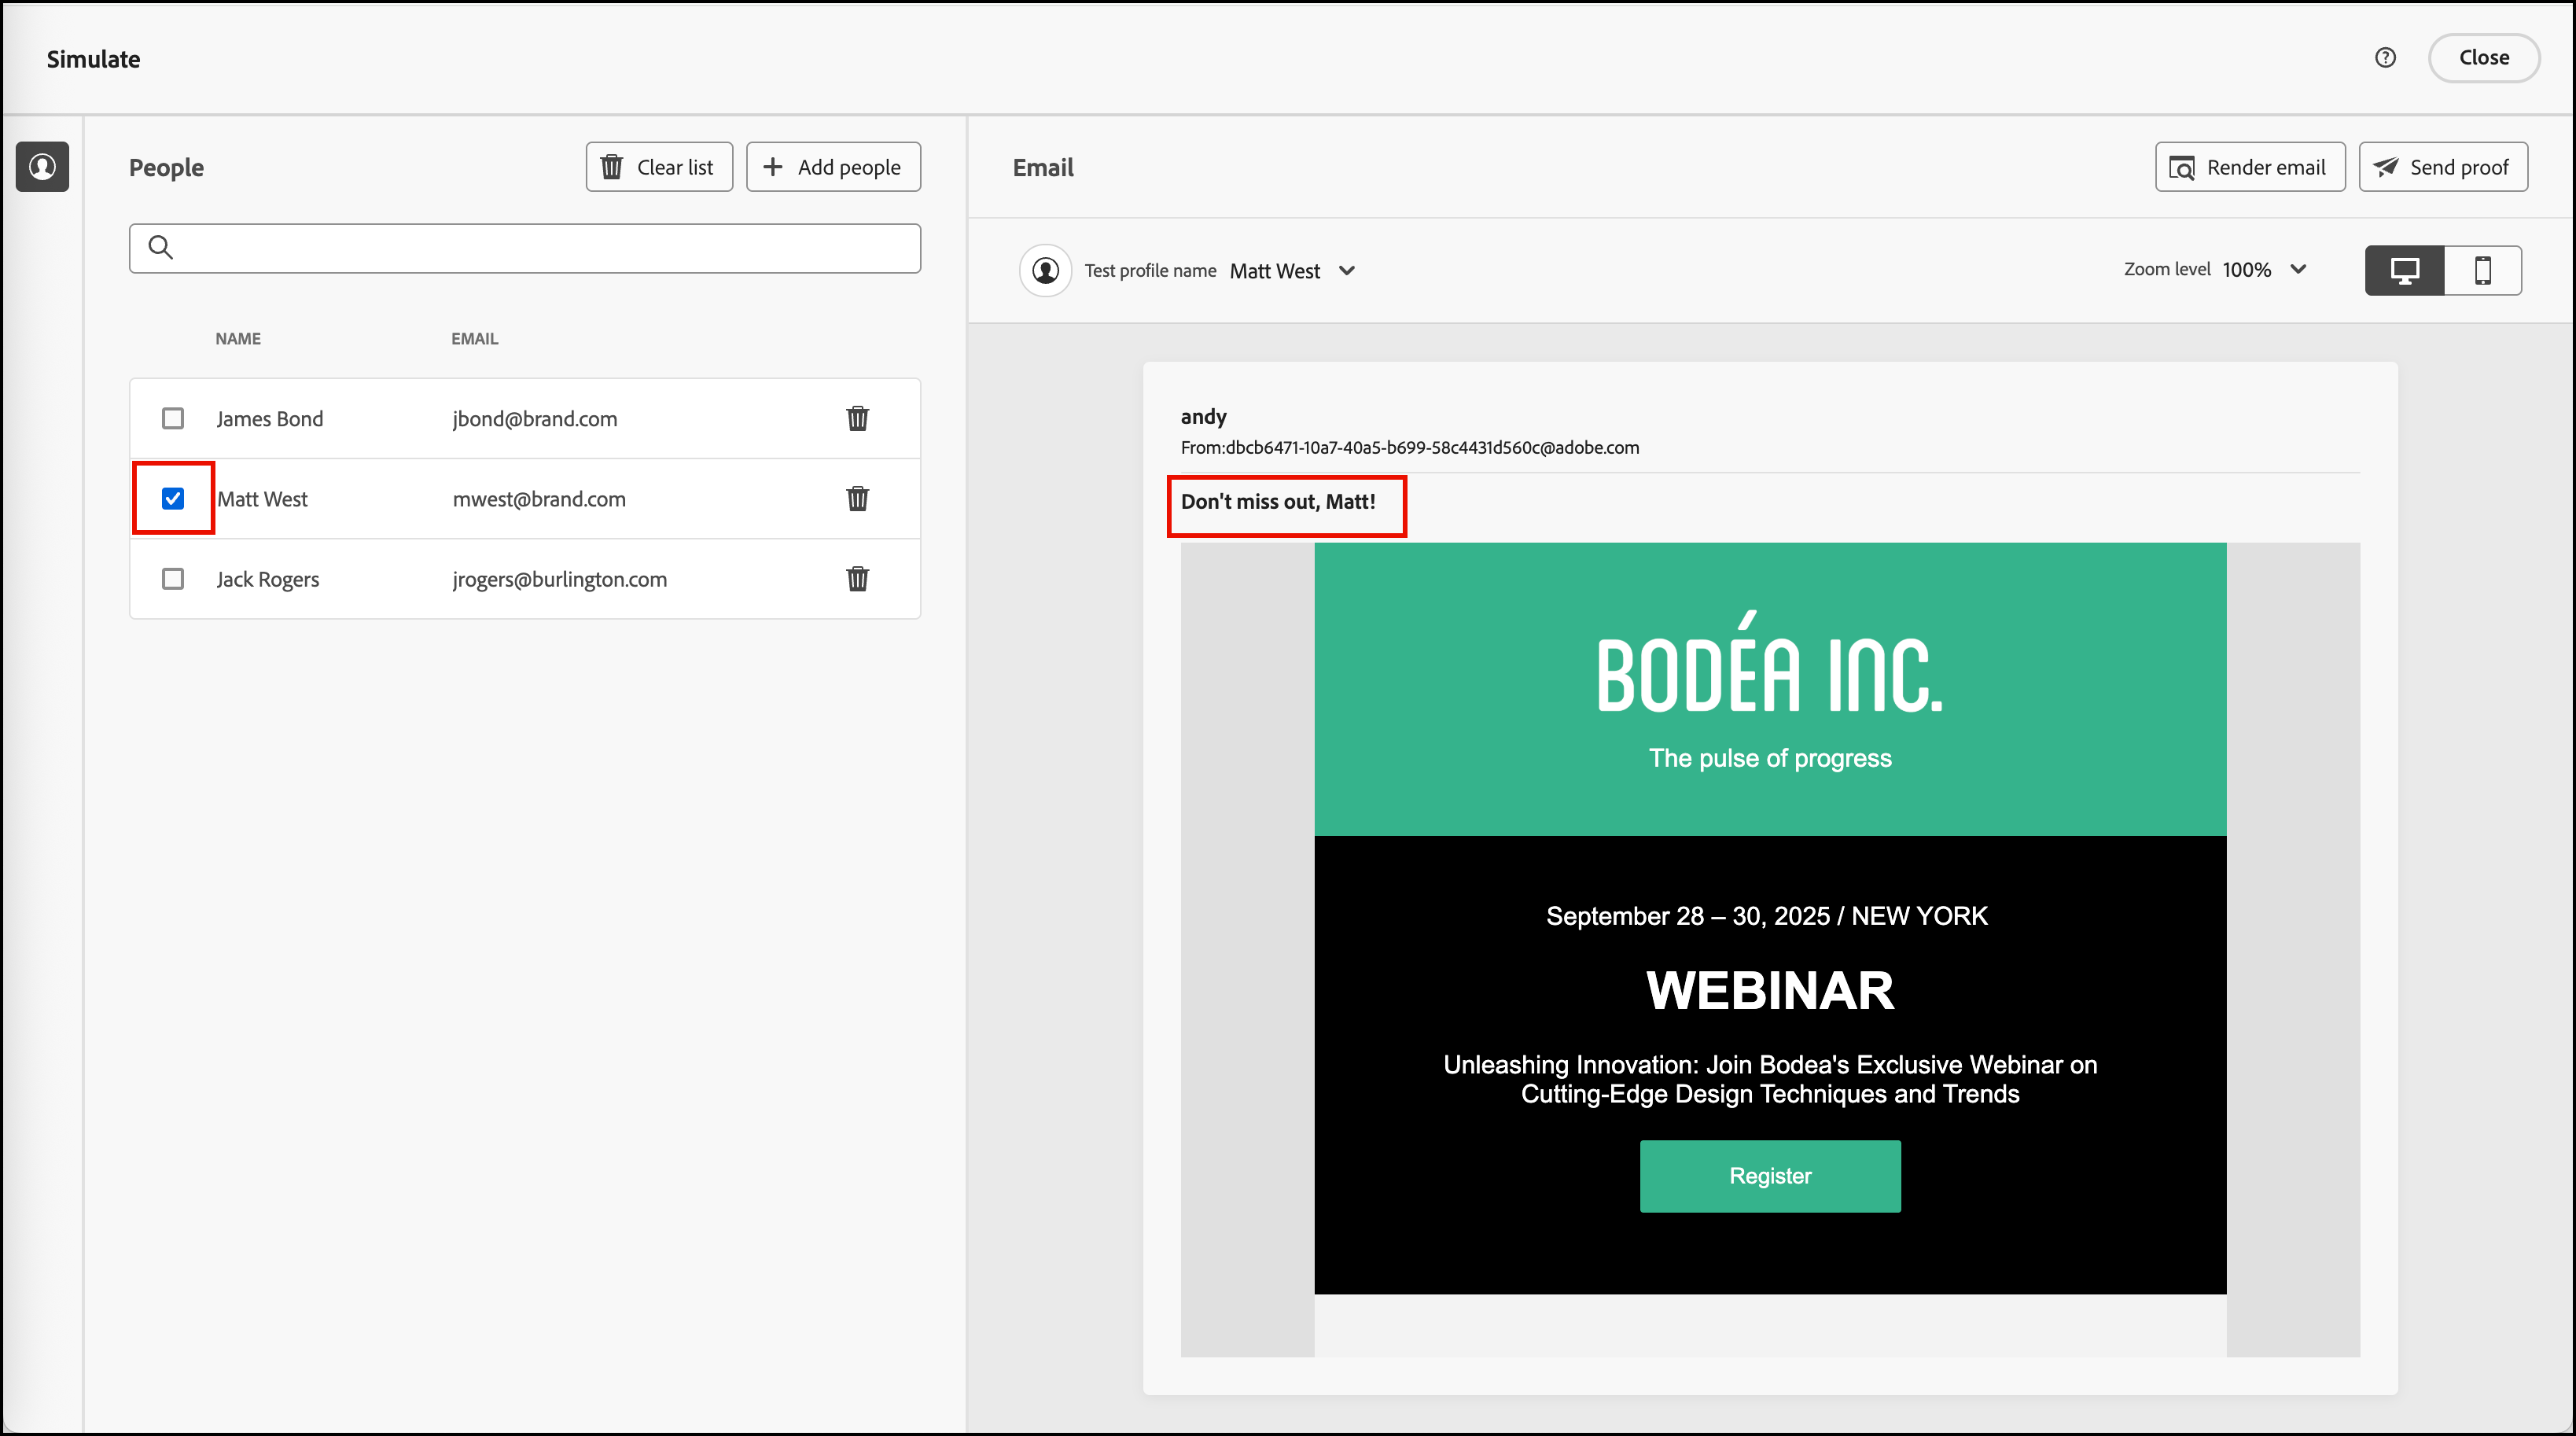 Simulate
Close
People
Clear list
Add people
NAME EMAIL
James Bond jbond@brand.com
Matt West mwest@brand.com
Jack Rogers jrogers@burlington.com
Email
Render email
Send proof
Test profile name Matt West
Zoom level 100%
andy
From:dbcb6471-10a7-40a5-b699-58c4431d560c@adobe.com
Don't miss out, Matt!
BODÉA INC.
The pulse of progress
September 28 – 30, 2025 / NEW YORK
WEBINAR
Unleashing Innovation: Join Bodea's Exclusive Webinar on
Cutting-Edge Design Techniques and Trends
Register